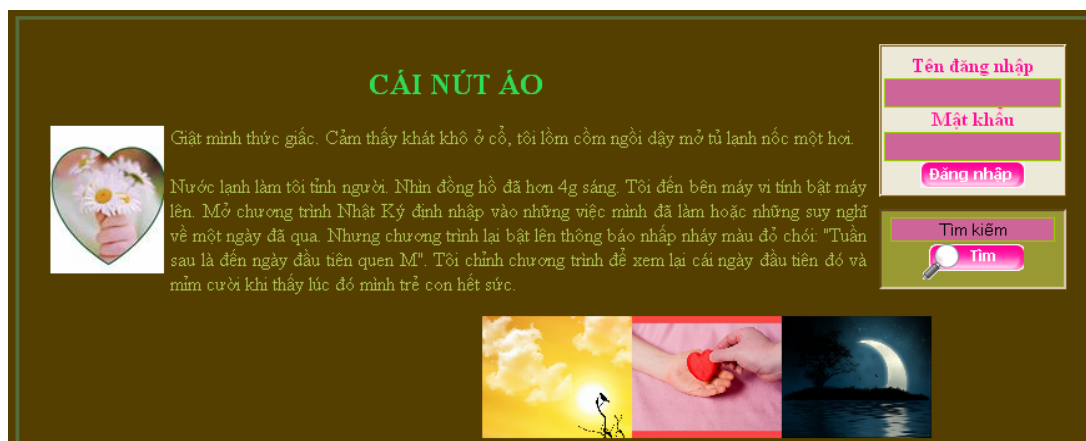 CÁI NÚT ÁO
Giật mình thức giấc. Cảm thấy khát khô ở cổ, tôi lồm cồm ngồi dậy mở tủ lạnh nốc một hơi.
Nước lạnh làm tôi tỉnh người. Nhìn đồng hồ đã hơn 4g sáng. Tôi đến bên máy vi tính bật máy
lên. Mở chương trình Nhật Ký định nhập vào những việc mình đã làm hoặc những suy nghĩ
về một ngày đã qua. Nhưng chương trình lại bật lên thông báo nhấp nháy màu đỏ chói: "Tuần
sau là đến ngày đầu tiên quen M". Tôi chỉnh chương trình để xem lại cái ngày đầu tiên đó và
mỉm cười khi thấy lúc đó mình trẻ con hết sức.
Tên đăng nhập
Mật khẩu
Đăng nhập
Tìm kiếm
Tìm